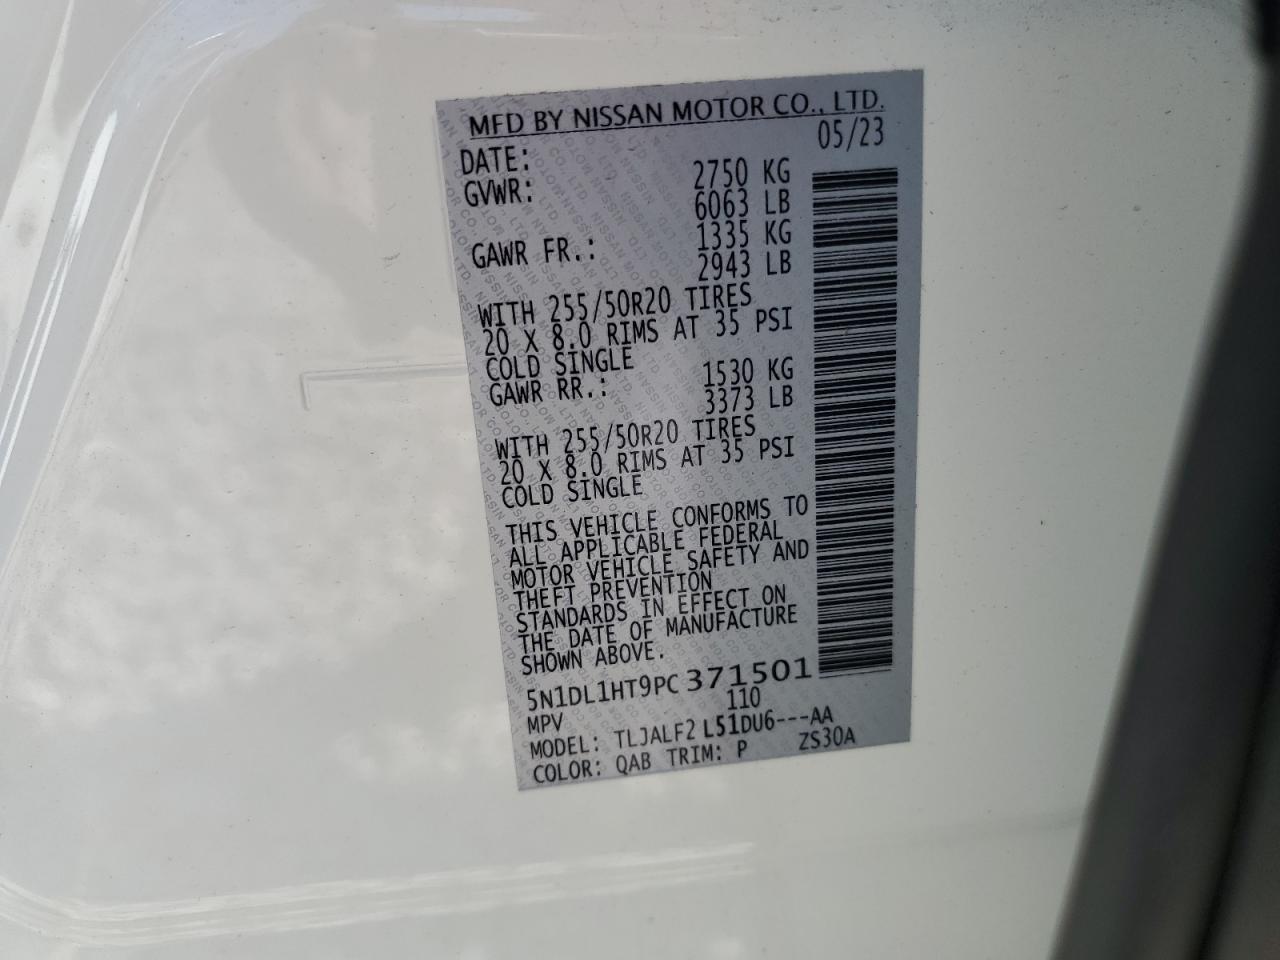 MFD BY NISSAN MOTOR CO., LTD.
DATE: 05/23
GVWR: 2750 KG
6063 LB
GAWR FR.: 1335 KG
2943 LB
WITH 255/50R20 TIRES
20 X 8.0 RIMS AT 35 PSI
COLD SINGLE
GAWR RR.: 1530 KG
3373 LB
WITH 255/50R20 TIRES
20 X 8.0 RIMS AT 35 PSI
COLD SINGLE
THIS VEHICLE CONFORMS TO
ALL APPLICABLE FEDERAL
MOTOR VEHICLE SAFETY AND
THEFT PREVENTION
STANDARDS IN EFFECT ON
THE DATE OF MANUFACTURE
SHOWN ABOVE.
5N1DL1HT9PC 371501
MPV 110
MODEL: TLJALF2 L51DU6---AA
COLOR: QAB TRIM: P ZS30A